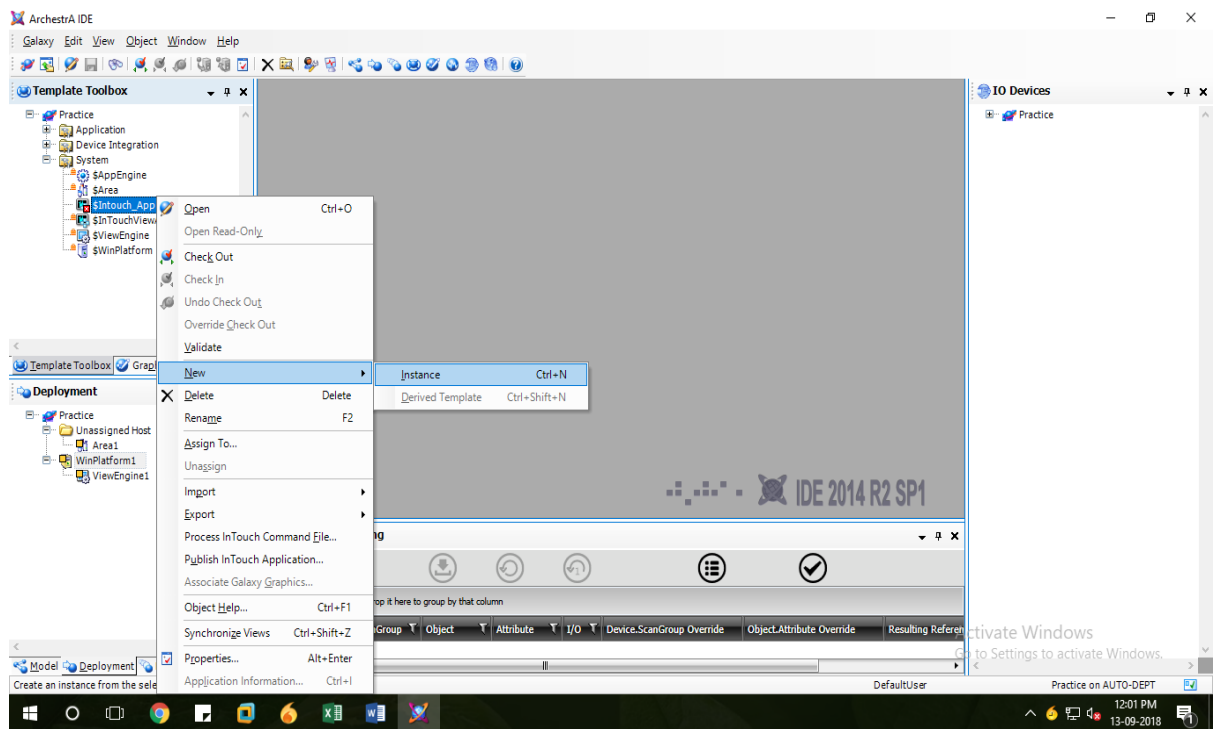 ArchestrA IDE
Galaxy Edit View Object Window Help
Template Toolbox
Practice
Application
Device Integration
System
$AppEngine
$Area
$Intouch_App
$InTouchView
$ViewEngine
$WinPlatform
Template Toolbox Grap
Deployment
Practice
Unassigned Host
Area1
WinPlatform1
ViewEngine1
Model Deployment
Create an instance from the sele
Open Ctrl+O
Open Read-Only
Check Out
Check In
Undo Check Out
Override Check Out
Validate
New
Delete Delete
Rename F2
Assign To...
Unassign
Import
Export
Process InTouch Command File...
Publish InTouch Application...
Associate Galaxy Graphics...
Object Help... Ctrl+F1
Synchronize Views Ctrl+Shift+Z
Properties... Alt+Enter
Application Information... Ctrl+I
Instance Ctrl+N
Derived Template Ctrl+Shift+N
IDE 2014 R2 SP1
ng
rop it here to group by that column
Group Object Attribute I/O Device.ScanGroup Override Object.Attribute Override Resulting Referen
IO Devices
Practice
ctivate Windows
Go to Settings to activate Windows.
DefaultUser Practice on AUTO-DEPT
12:01 PM
13-09-2018